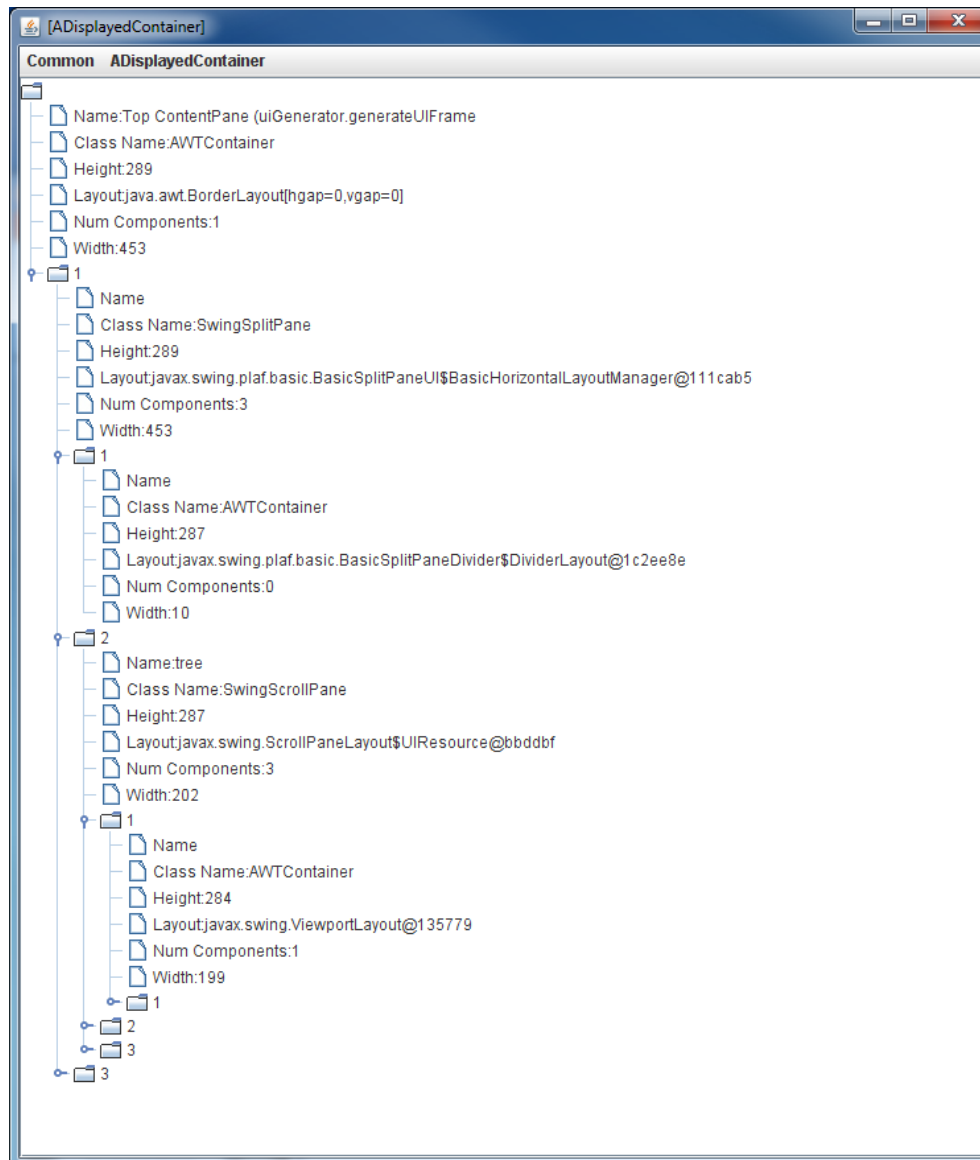 [ADisplayedContainer]
Common ADisplayedContainer
Name:Top ContentPane (uiGenerator.generateUIFrame
Class Name:AWTContainer
Height:289
Layout:java.awt.BorderLayout[hgap=0,vgap=0]
Num Components:1
Width:453
1
Name
Class Name:SwingSplitPane
Height:289
Layout:javax.swing.plaf.basic.BasicSplitPaneUI$BasicHorizontalLayoutManager@111cab5
Num Components:3
Width:453
1
Name
Class Name:AWTContainer
Height:287
Layout:javax.swing.plaf.basic.BasicSplitPaneDivider$DividerLayout@1c2ee8e
Num Components:0
Width:10
2
Name:tree
Class Name:SwingScrollPane
Height:287
Layout:javax.swing.ScrollPaneLayout$UIResource@bbddbf
Num Components:3
Width:202
1
Name
Class Name:AWTContainer
Height:284
Layout:javax.swing.ViewportLayout@135779
Num Components:1
Width:199
1
2
3
3